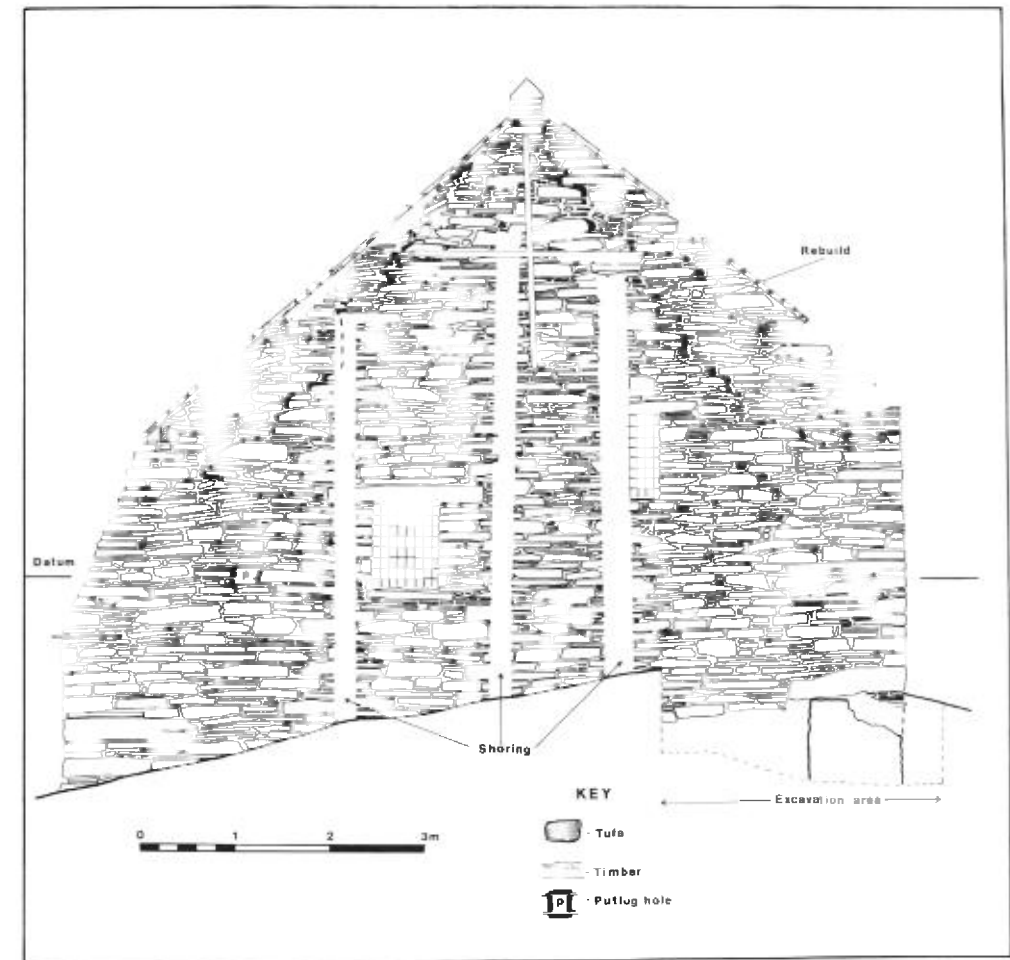 Rebuild
Datum
P
Shoring
KEY
Excavation area
0 1 2 3m
- Tufa
- Timber
P - Putlog hole